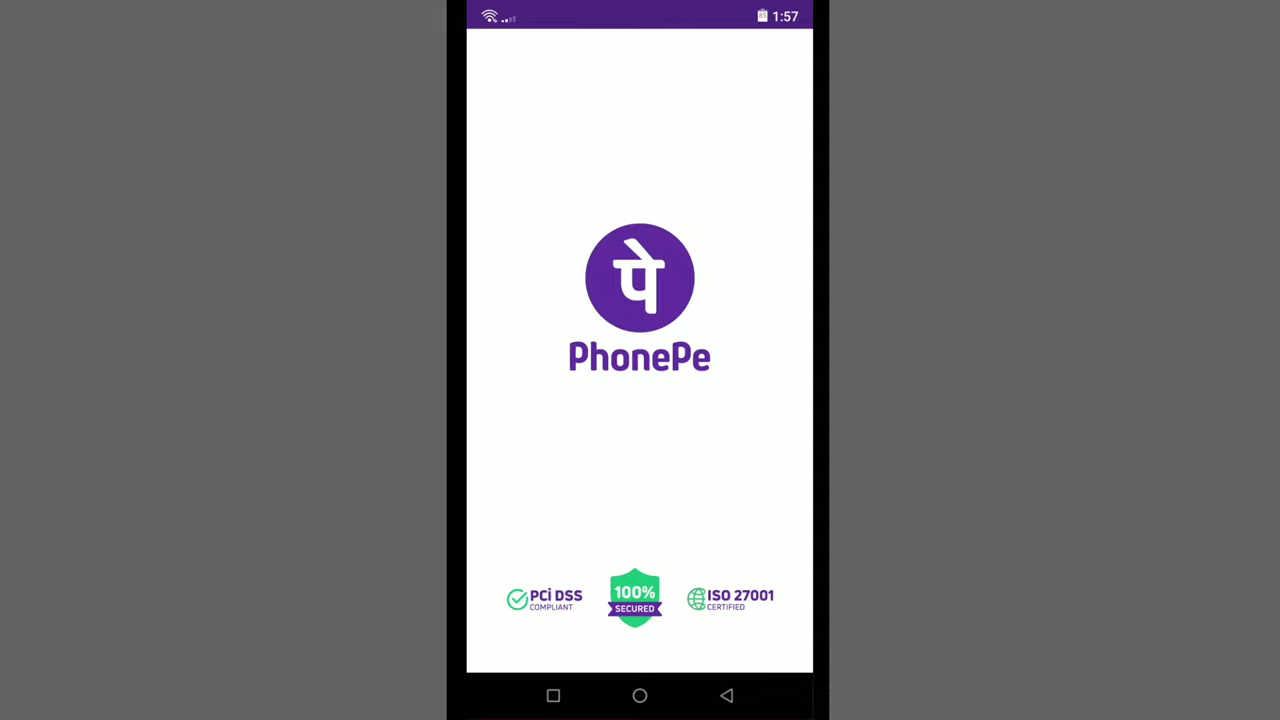 1:57
पे
PhonePe
PCi DSS
COMPLIANT
100%
SECURED
ISO 27001
CERTIFIED